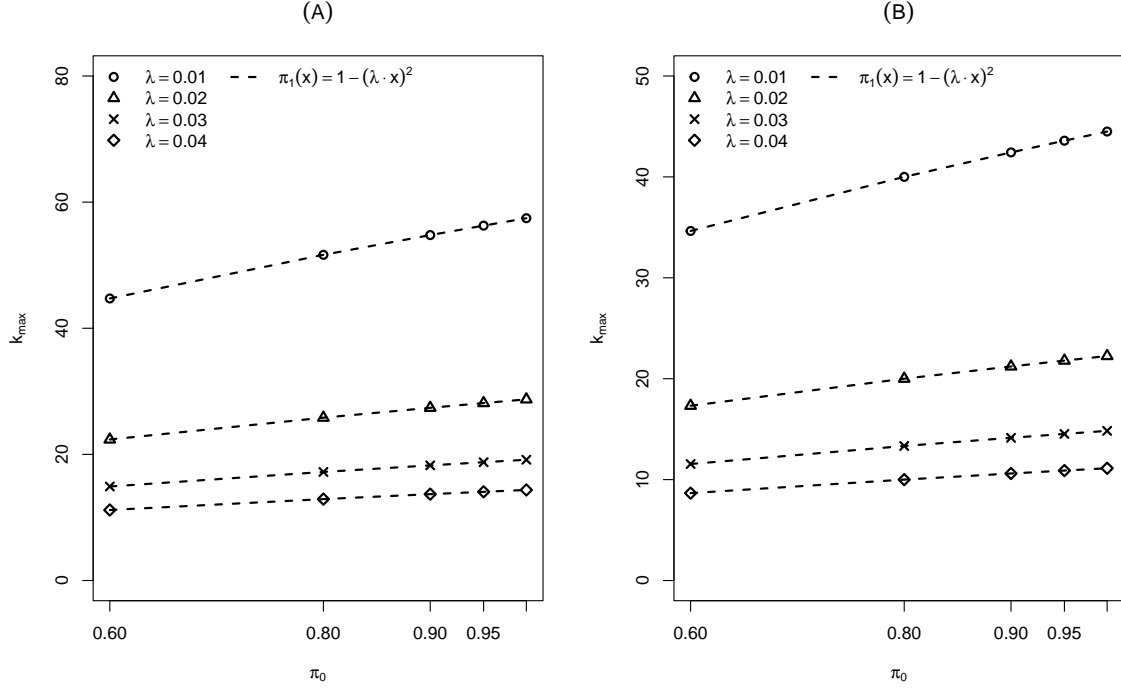 (A)
λ = 0.01
π₁(x) = 1 − (λ ⋅ x)²
λ = 0.02
λ = 0.03
λ = 0.04
80
60
40
20
0
k_max
0.60
0.80
0.90
0.95
π₀
(B)
λ = 0.01
π₁(x) = 1 − (λ ⋅ x)²
λ = 0.02
λ = 0.03
λ = 0.04
50
40
30
20
10
0
k_max
0.60
0.80
0.90
0.95
π₀